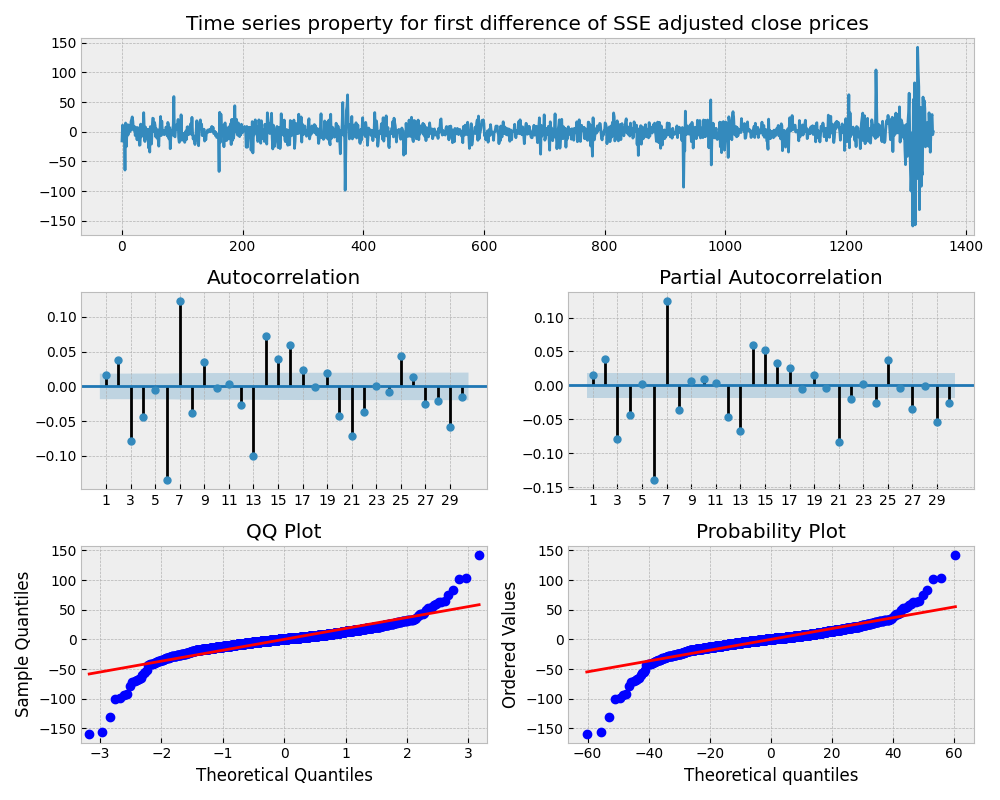 Time series property for first difference of SSE adjusted close prices
150
100
50
0
−50
−100
−150
0 200 400 600 800 1000 1200 1400
Autocorrelation
0.10
0.05
0.00
−0.05
−0.10
1 3 5 7 9 11 13 15 17 19 21 23 25 27 29
Partial Autocorrelation
0.10
0.05
0.00
−0.05
−0.10
−0.15
1 3 5 7 9 11 13 15 17 19 21 23 25 27 29
QQ Plot
Sample Quantiles
150
100
50
0
−50
−100
−150
−3 −2 −1 0 1 2 3
Theoretical Quantiles
Probability Plot
Ordered Values
150
100
50
0
−50
−100
−150
−60 −40 −20 0 20 40 60
Theoretical quantiles